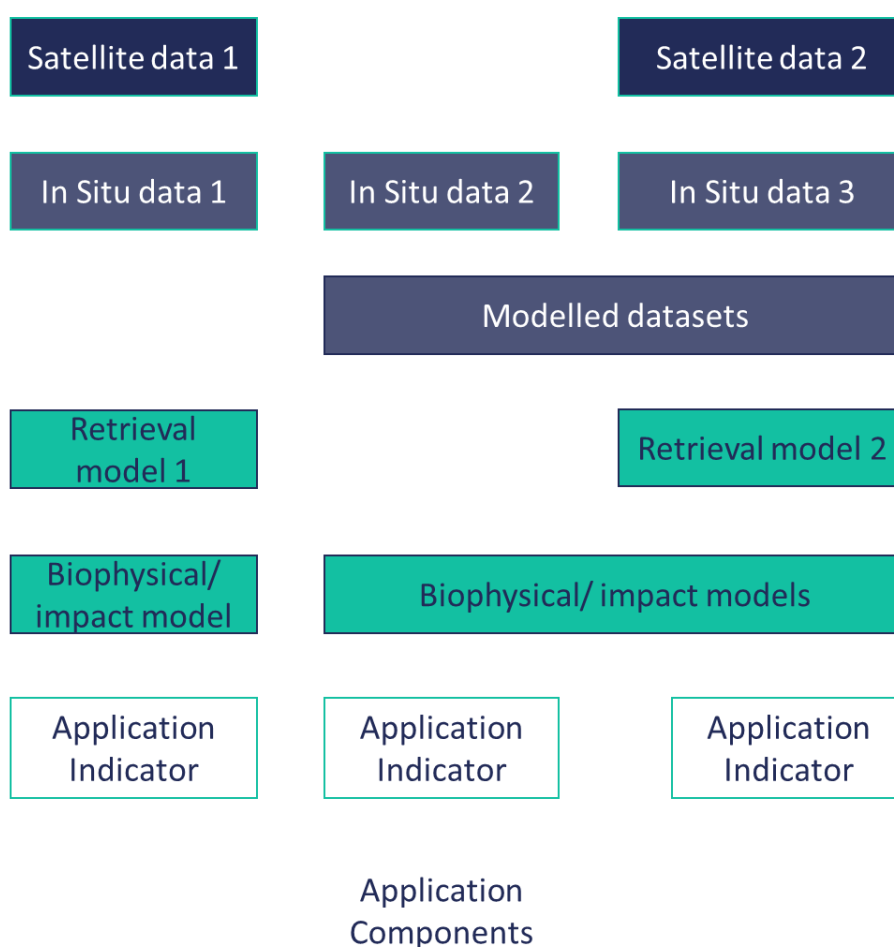 Satellite data 1
Satellite data 2
In Situ data 1
In Situ data 2
In Situ data 3
Modelled datasets
Retrieval
model 1
Retrieval model 2
Biophysical/
impact model
Biophysical/ impact models
Application
Indicator
Application
Indicator
Application
Indicator
Application
Components